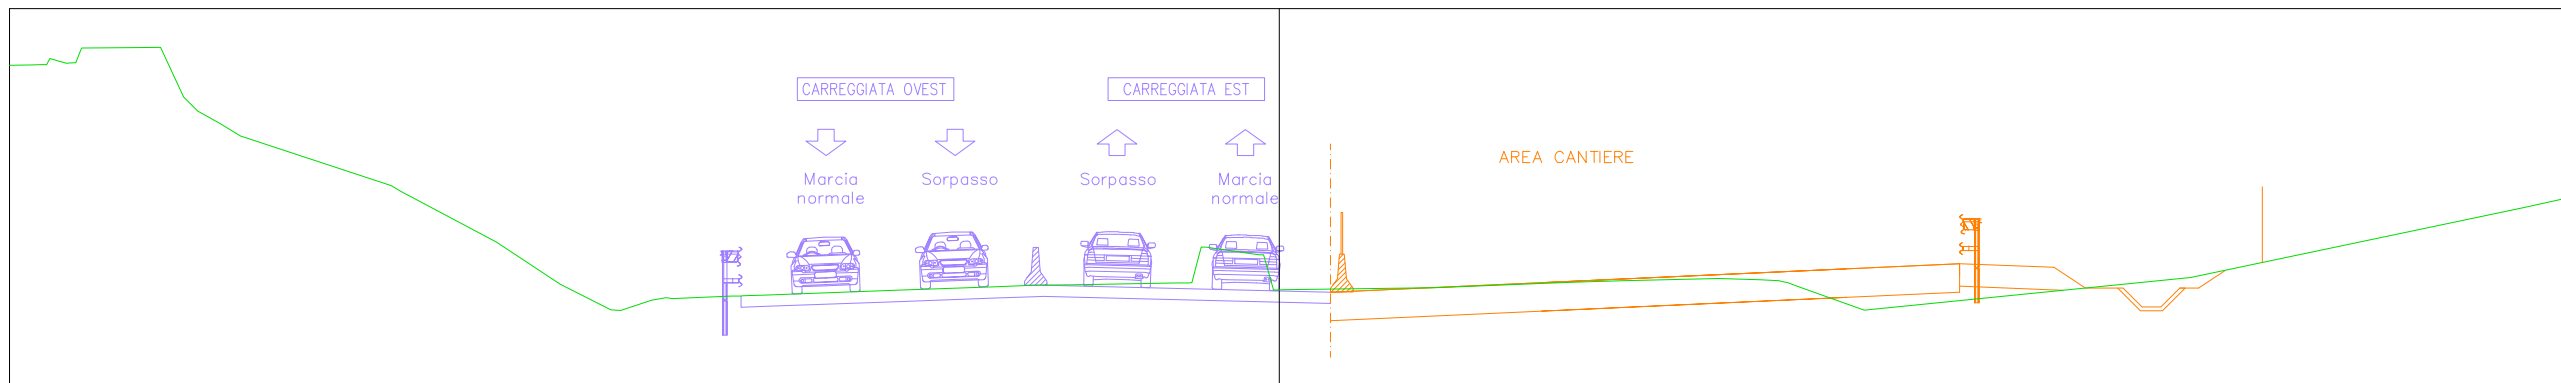 CARREGGIATA OVEST
CARREGGIATA EST
AREA CANTIERE
Marcia
normale
Sorpasso
Sorpasso
Marcia
normale